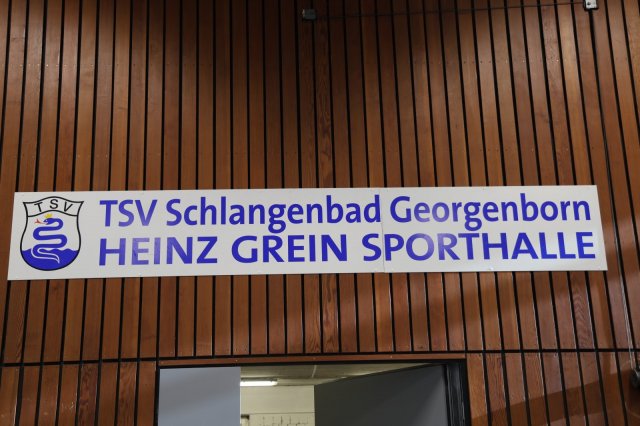 TSV
TSV Schlangenbad Georgenborn
HEINZ GREIN SPORTHALLE